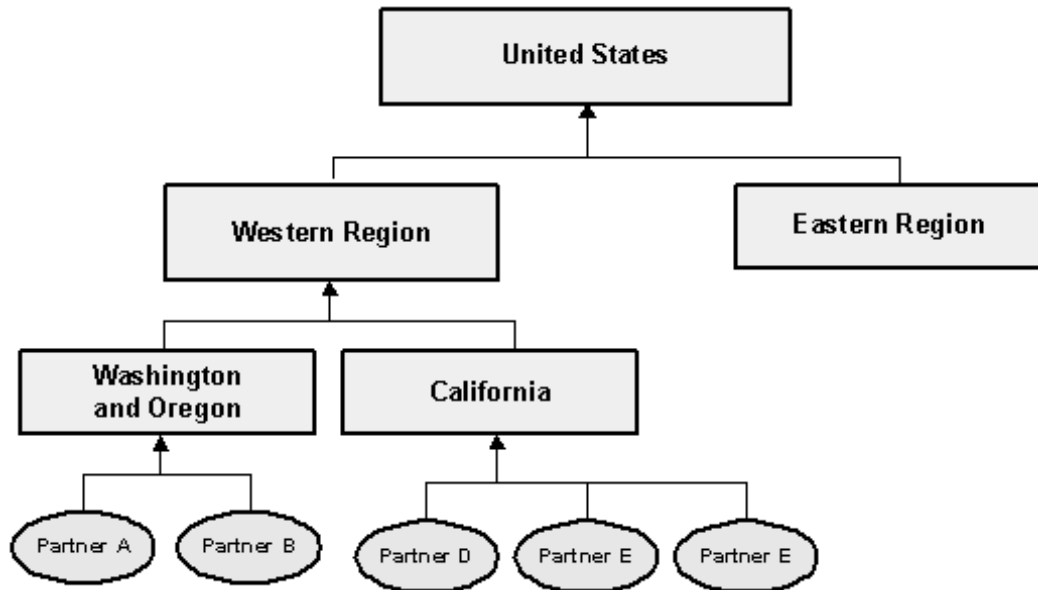 United States
Western Region
Eastern Region
Washington
and Oregon
California
Partner A
Partner B
Partner D
Partner E
Partner E